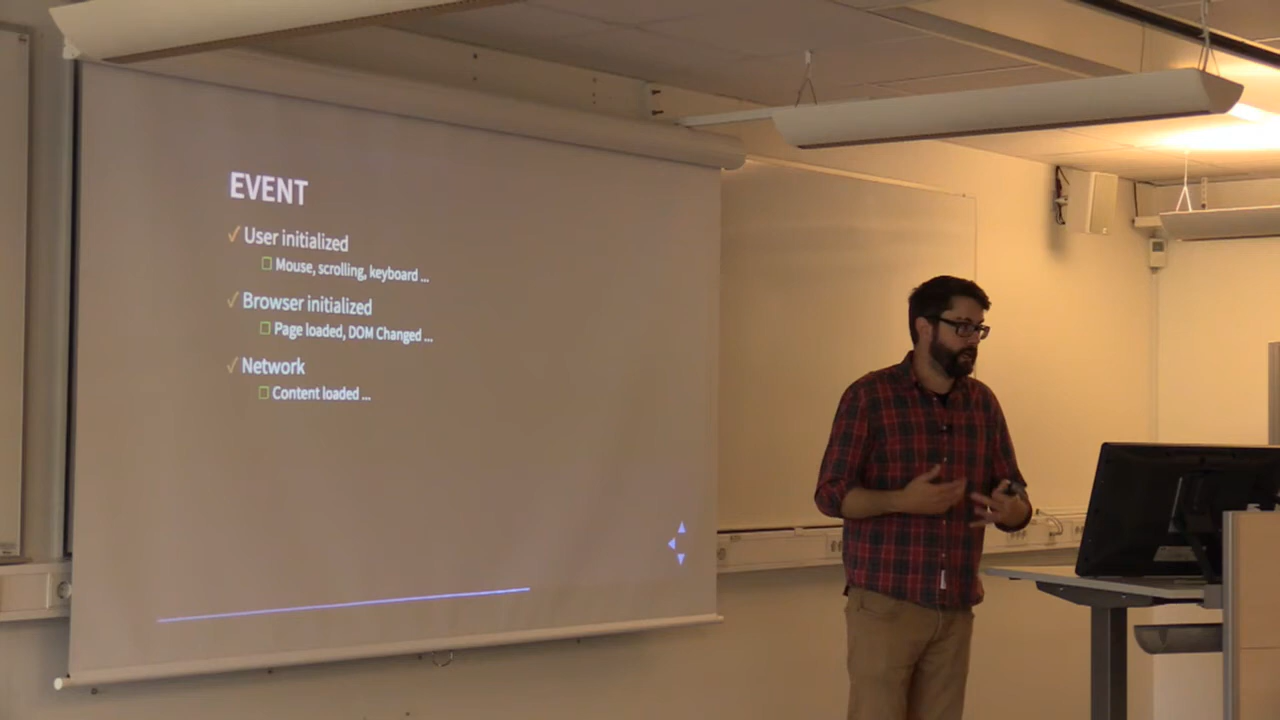 EVENT
✓ User initialized
Mouse, scrolling, keyboard ...
✓ Browser initialized
Page loaded, DOM Changed ...
✓ Network
Content loaded ...